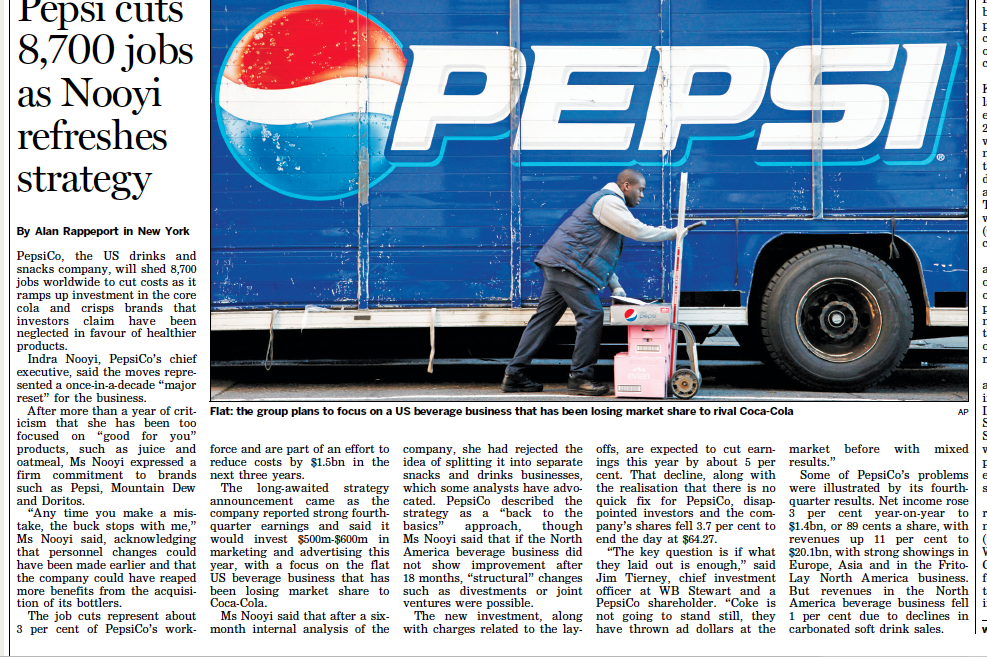 Pepsi cuts
8,700 jobs
as Nooyi
refreshes
strategy
By Alan Rappeport in New York
PepsiCo, the US drinks and
snacks company, will shed 8,700
jobs worldwide to cut costs as it
ramps up investment in the core
cola and crisps brands that
investors claim have been
neglected in favour of healthier
products.
Indra Nooyi, PepsiCo's chief
executive, said the moves repre-
sented a once-in-a-decade "major
reset" for the business.
After more than a year of crit-
icism that she has been too
focused on "good for you"
products, such as juice and
oatmeal, Ms Nooyi expressed a
firm commitment to brands
such as Pepsi, Mountain Dew
and Doritos.
"Any time you make a mis-
take, the buck stops with me,"
Ms Nooyi said, acknowledging
that personnel changes could
have been made earlier and that
the company could have reaped
more benefits from the acquisi-
tion of its bottlers.
The job cuts represent about
3 per cent of PepsiCo's work-
PEPSI®
pepsi
Flat: the group plans to focus on a US beverage business that has been losing market share to rival Coca-Cola
AP
force and are part of an effort to
reduce costs by $1.5bn in the
next three years.
The long-awaited strategy
announcement came as the
company reported strong fourth-
quarter earnings and said it
would invest $500m-$600m in
marketing and advertising this
year, with a focus on the flat
US beverage business that has
been losing market share to
Coca-Cola.
Ms Nooyi said that after a six-
month internal analysis of the
company, she had rejected the
idea of splitting it into separate
snacks and drinks businesses,
which some analysts have advo-
cated. PepsiCo described the
strategy as a "back to the
basics" approach, though
Ms Nooyi said that if the North
America beverage business did
not show improvement after
18 months, "structural" changes
such as divestments or joint
ventures were possible.
The new investment, along
with charges related to the lay-
offs, are expected to cut earn-
ings this year by about 5 per
cent. That decline, along with
the realisation that there is no
quick fix for PepsiCo, disap-
pointed investors and the com-
pany's shares fell 3.7 per cent to
end the day at $64.27.
"The key question is if what
they laid out is enough," said
Jim Tierney, chief investment
officer at WB Stewart and a
PepsiCo shareholder. "Coke is
not going to stand still, they
have thrown ad dollars at the
market before with mixed
results."
Some of PepsiCo's problems
were illustrated by its fourth-
quarter results. Net income rose
3 per cent year-on-year to
$1.4bn, or 89 cents a share, with
revenues up 11 per cent to
$20.1bn, with strong showings in
Europe, Asia and in the Frito-
Lay North America business.
But revenues in the North
America beverage business fell
1 per cent due to declines in
carbonated soft drink sales.